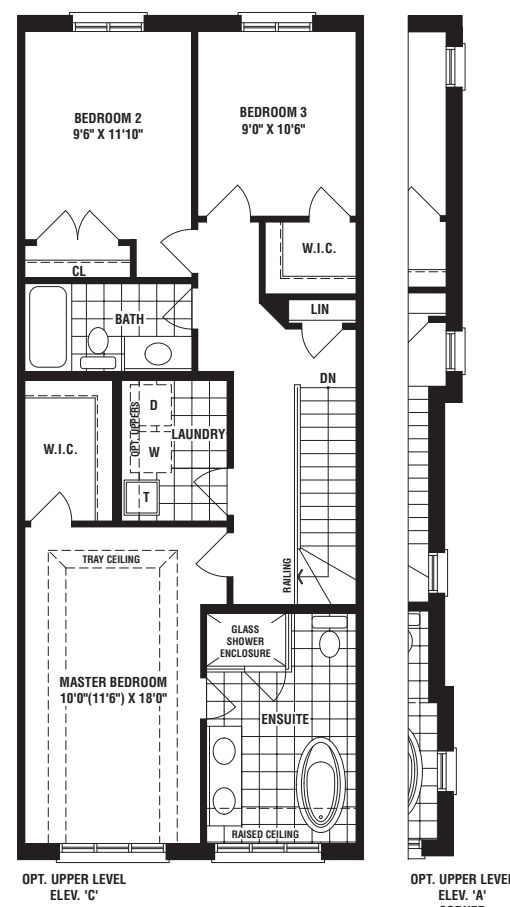 BEDROOM 2
9'6" X 11'10"
BEDROOM 3
9'0" X 10'6"
W.I.C.
CL
LIN
BATH
DN
D
OPT. UPPERS
LAUNDRY
W
W.I.C.
T
TRAY CEILING
RAILING
GLASS
SHOWER
ENCLOSURE
MASTER BEDROOM
10'0"(11'6") X 18'0"
ENSUITE
RAISED CEILING
OPT. UPPER LEVEL
ELEV. 'C'
OPT. UPPER LEVEL
ELEV. 'A'
CORNER